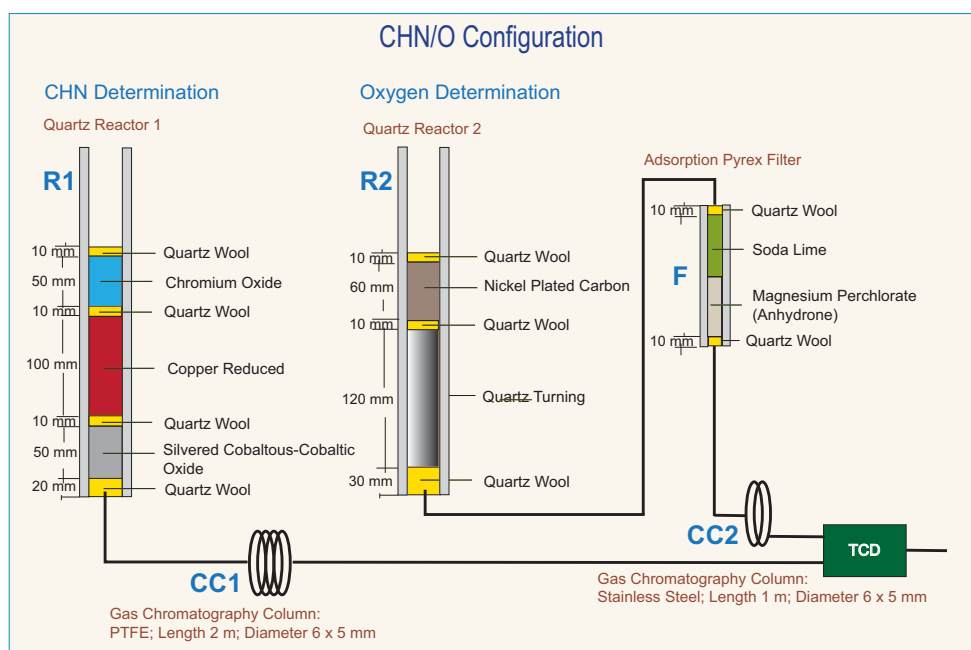 CHN/O Configuration
CHN Determination
Quartz Reactor 1
R1
10 mm
Quartz Wool
50 mm
Chromium Oxide
10 mm
Quartz Wool
100 mm
Copper Reduced
10 mm
Quartz Wool
50 mm
Silvered Cobaltous-Cobaltic
Oxide
20 mm
Quartz Wool
Oxygen Determination
Quartz Reactor 2
R2
10 mm
Quartz Wool
60 mm
Nickel Plated Carbon
10 mm
Quartz Wool
120 mm
Quartz Turning
30 mm
Quartz Wool
Adsorption Pyrex Filter
10 mm
Quartz Wool
Soda Lime
F
Magnesium Perchlorate
(Anhydrone)
10 mm
Quartz Wool
CC1
Gas Chromatography Column:
PTFE; Length 2 m; Diameter 6 x 5 mm
CC2
TCD
Gas Chromatography Column:
Stainless Steel; Length 1 m; Diameter 6 x 5 mm